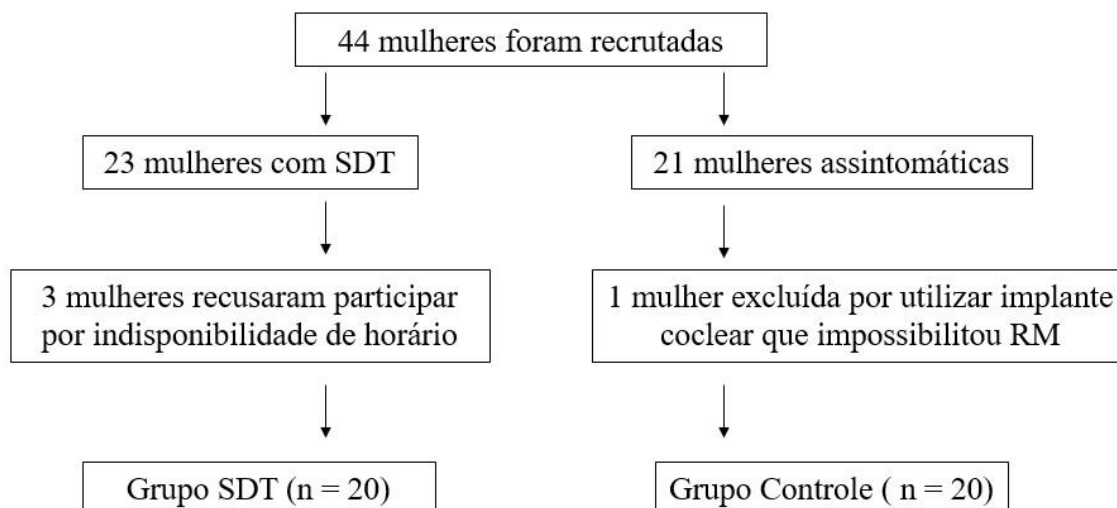 44 mulheres foram recrutadas
23 mulheres com SDT
21 mulheres assintomáticas
3 mulheres recusaram participar
por indisponibilidade de horário
1 mulher excluída por utilizar implante
coclear que impossibilitou RM
Grupo SDT (n = 20)
Grupo Controle ( n = 20)